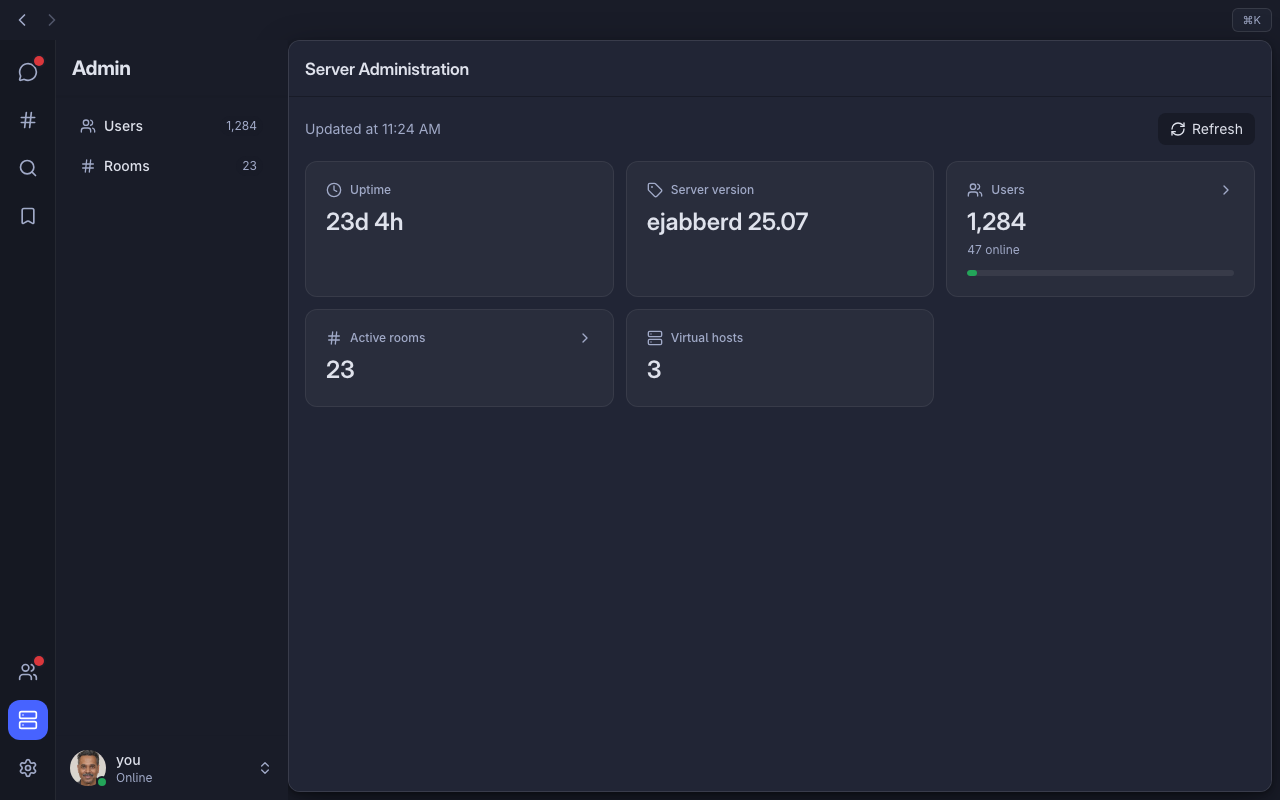 ⌘K
Admin
Users 1,284
Rooms 23
you
Online
Server Administration
Updated at 11:24 AM
Refresh
Uptime
23d 4h
Server version
ejabberd 25.07
Users
1,284
47 online
Active rooms
23
Virtual hosts
3